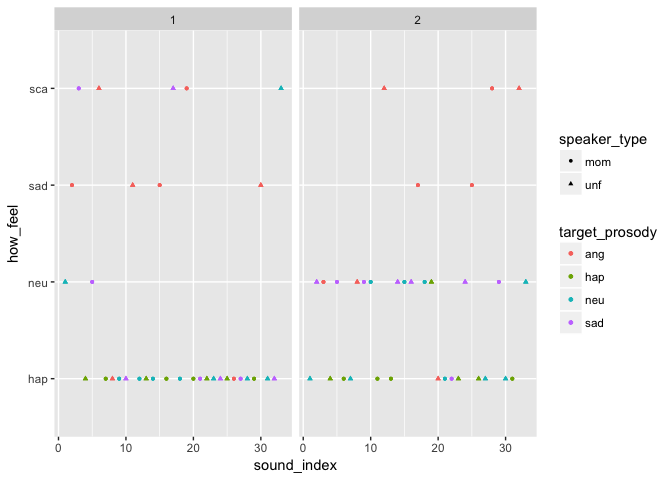 1 2
how_feel
sca
sad
neu
hap
0 10 20 30 0 10 20 30
sound_index
speaker_type
mom
unf
target_prosody
ang
hap
neu
sad